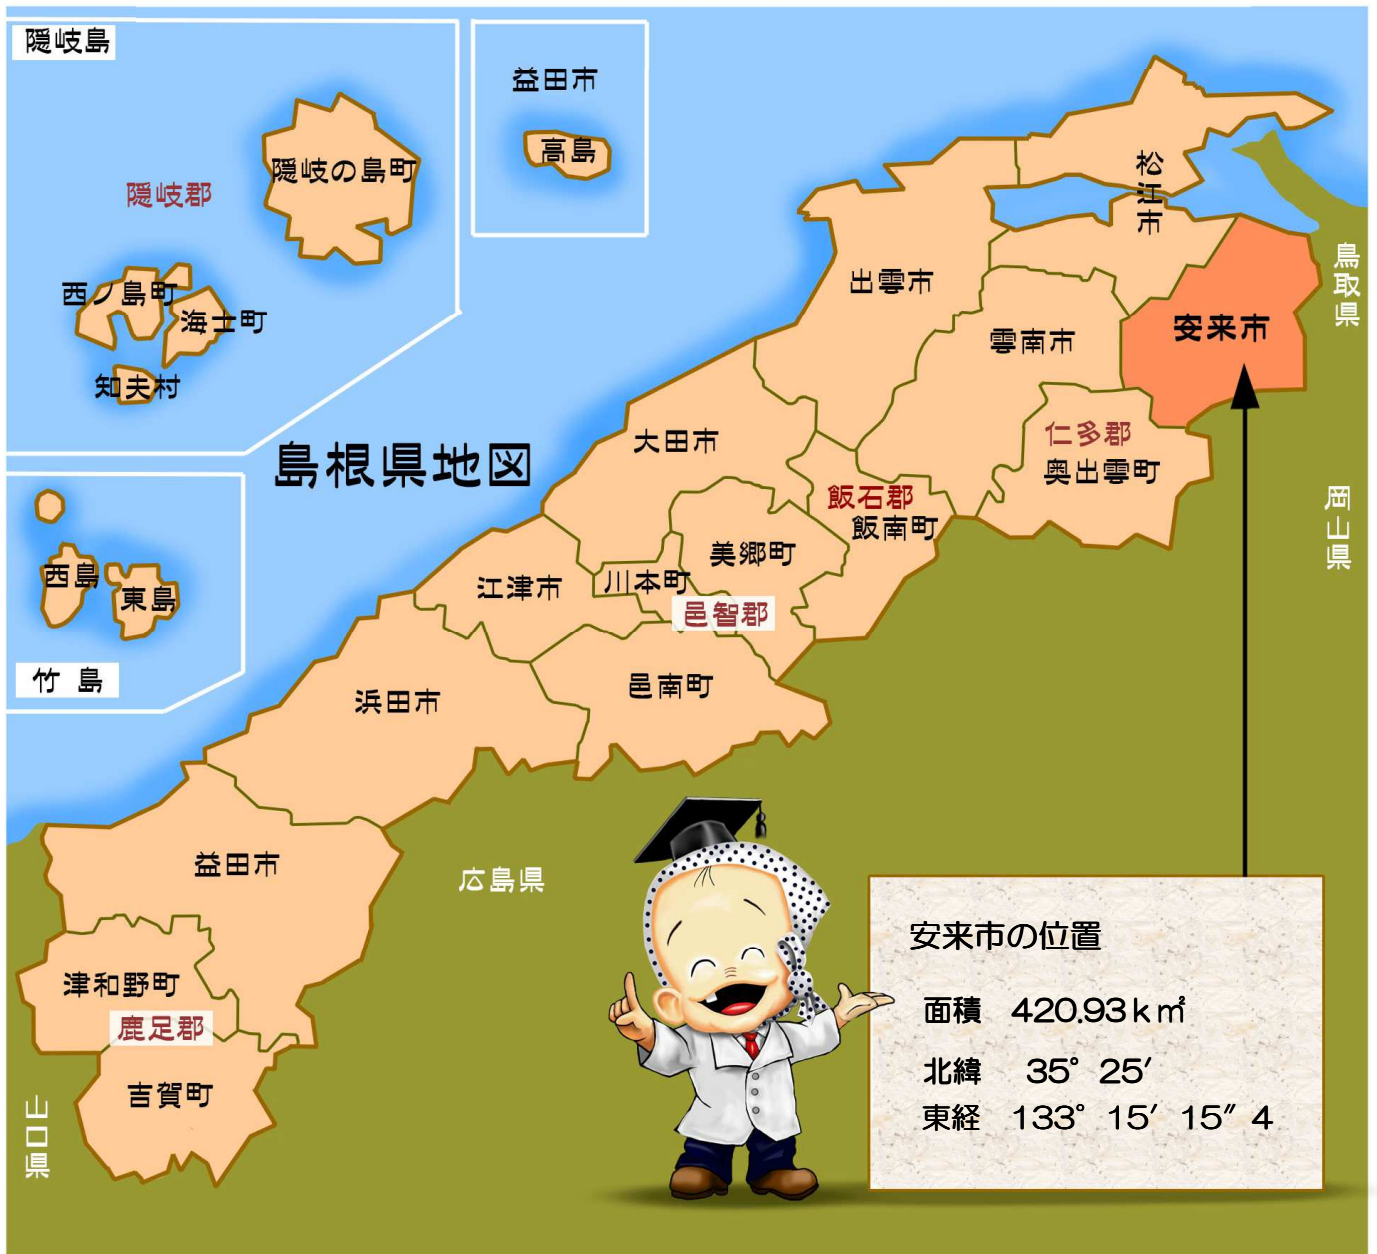 隠岐島
隠岐の島町
隠岐郡
西ノ島町
海士町
知夫村
益田市
高島
島根県地図
西島
東島
竹島
松江市
出雲市
安来市
雲南市
仁多郡
奥出雲町
大田市
飯石郡
飯南町
美郷町
川本町
邑智郡
江津市
邑南町
浜田市
益田市
津和野町
鹿足郡
吉賀町
鳥取県
岡山県
広島県
山口県
安来市の位置
面積 420.93k㎡
北緯 35°25′
東経 133°15′15″4